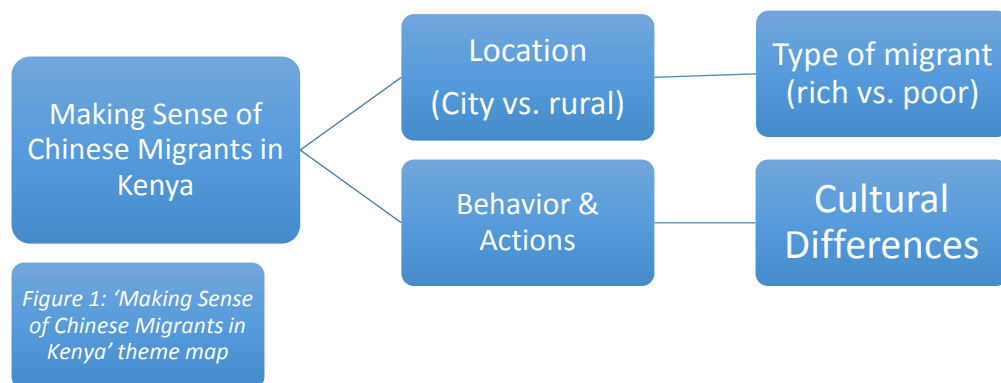 Making Sense of
Chinese Migrants in
Kenya
Location
(City vs. rural)
Type of migrant
(rich vs. poor)
Behavior &
Actions
Cultural
Differences
Figure 1: ‘Making Sense
of Chinese Migrants in
Kenya’ theme map